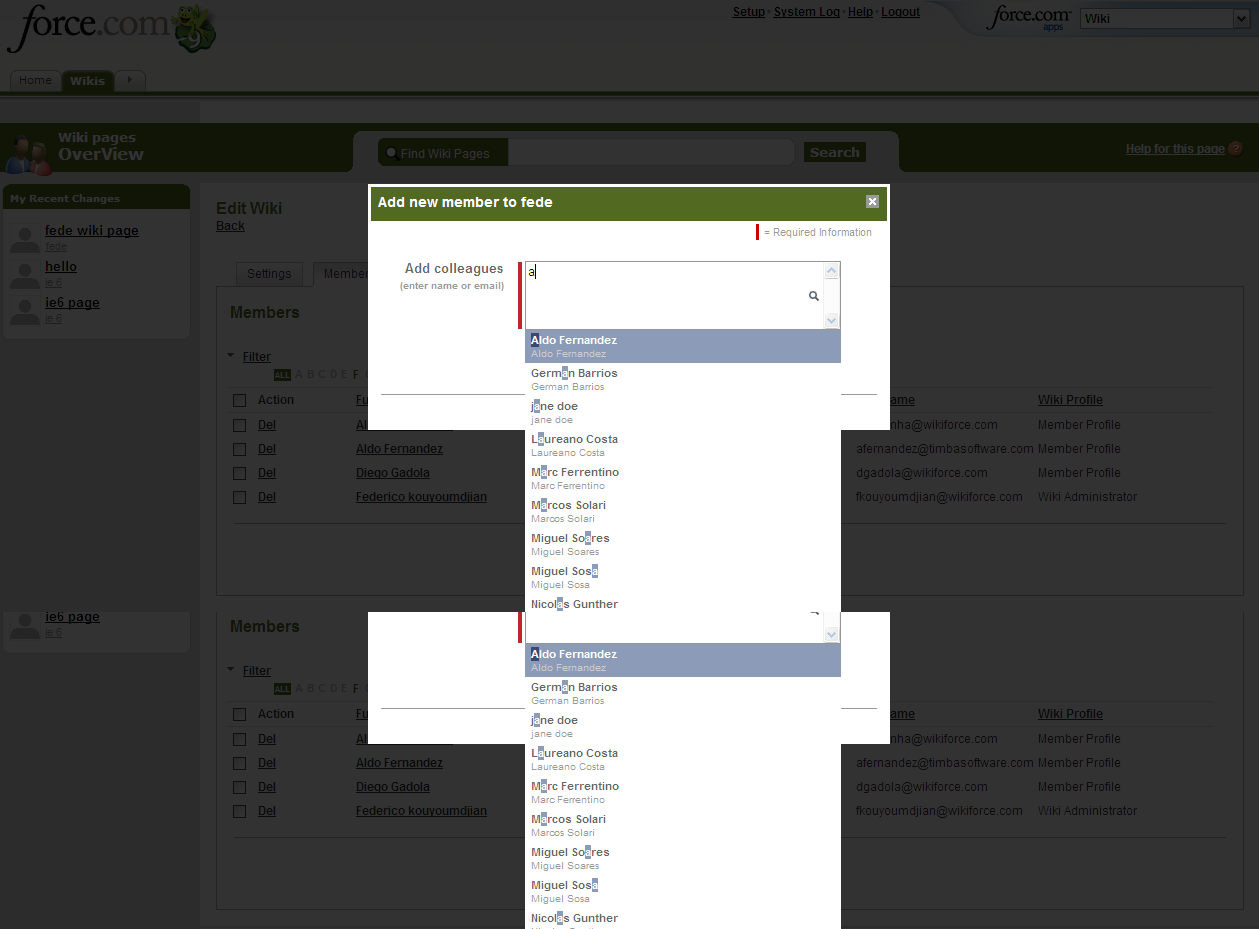 force.com
9
Setup · System Log · Help · Logout
force.com
apps
Wiki
Home
Wikis
Wiki pages
OverView
Find Wiki Pages
Search
Help for this page ?
My Recent Changes
fede wiki page
fede
hello
ie 6
ie6 page
ie 6
Edit Wiki
Back
Settings
Member
Add new member to fede
= Required Information
Add colleagues
(enter name or email)
a
Aldo Fernandez
Aldo Fernandez
German Barrios
German Barrios
jane doe
jane doe
Laureano Costa
Laureano Costa
Marc Ferrentino
Marc Ferrentino
Marcos Solari
Marcos Solari
Miguel Soares
Miguel Soares
Miguel Sosa
Miguel Sosa
Nicolas Gunther
Members
Filter
ALL A B C D E F
Action Fu ame Wiki Profile
Del Al nha@wikiforce.com Member Profile
Del Aldo Fernandez afernandez@timbasoftware.com Member Profile
Del Diego Gadola dgadola@wikiforce.com Member Profile
Del Federico kouyoumdjian fkouyoumdjian@wikiforce.com Wiki Administrator
ie6 page
ie 6
Members
Filter
ALL A B C D E F
Action Fu ame Wiki Profile
Del Al nha@wikiforce.com Member Profile
Del Aldo Fernandez afernandez@timbasoftware.com Member Profile
Del Diego Gadola dgadola@wikiforce.com Member Profile
Del Federico kouyoumdjian fkouyoumdjian@wikiforce.com Wiki Administrator
Aldo Fernandez
Aldo Fernandez
German Barrios
German Barrios
jane doe
jane doe
Laureano Costa
Laureano Costa
Marc Ferrentino
Marc Ferrentino
Marcos Solari
Marcos Solari
Miguel Soares
Miguel Soares
Miguel Sosa
Miguel Sosa
Nicolas Gunther